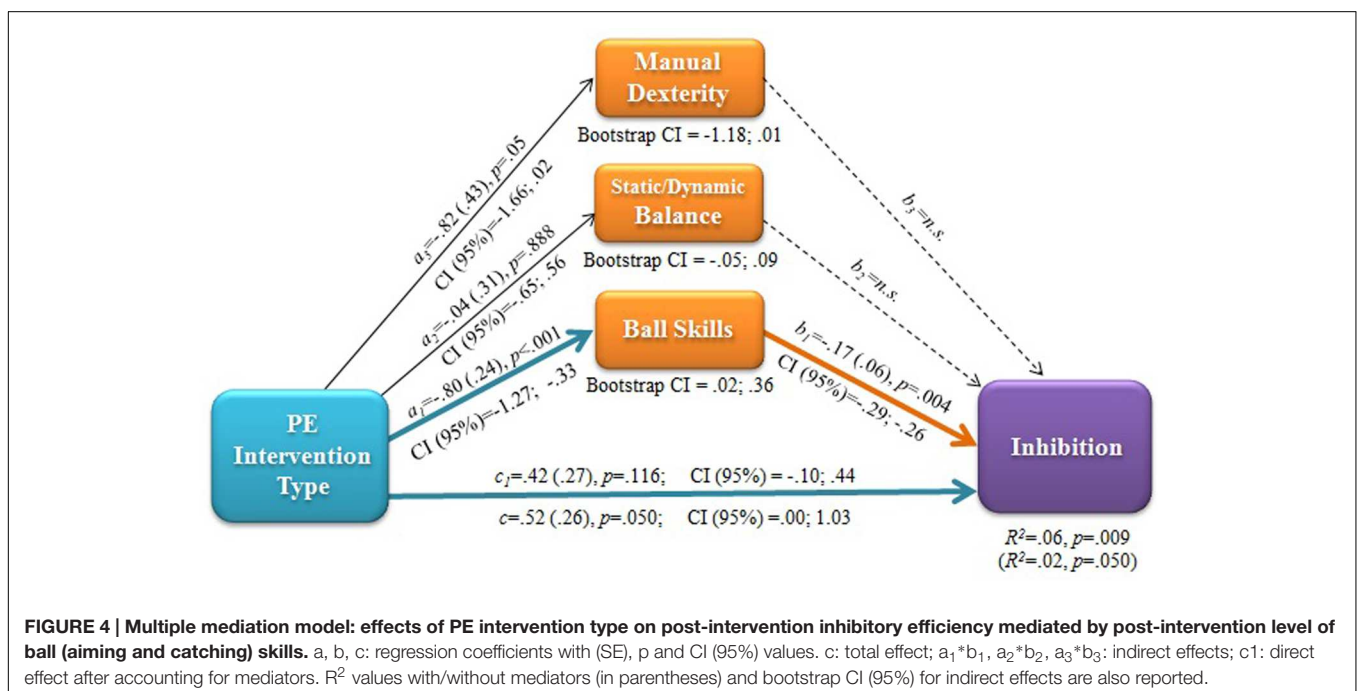 Manual
Dexterity
Bootstrap CI = -1.18; .01
a3=-.82 (.43), p=.05
CI (95%)=-1.66; .02
b3=n.s.
Static/Dynamic
Balance
Bootstrap CI = -.05; .09
a2=-.04 (.31), p=.888
CI (95%)=-.65; .56
b2=n.s.
Ball Skills
Bootstrap CI = .02; .36
a1=-.80 (.24), p<.001
CI (95%)=-1.27; -.33
b1=-.17 (.06), p=.004
CI (95%)=-.29; -.26
PE
Intervention
Type
Inhibition
c1=.42 (.27), p=.116; CI (95%) = -.10; .44
c=.52 (.26), p=.050; CI (95%) =.00; 1.03
R²=.06, p=.009
(R²=.02, p=.050)
FIGURE 4 | Multiple mediation model: effects of PE intervention type on post-intervention inhibitory efficiency mediated by post-intervention level of
ball (aiming and catching) skills. a, b, c: regression coefficients with (SE), p and CI (95%) values. c: total effect; a1*b1, a2*b2, a3*b3: indirect effects; c1: direct
effect after accounting for mediators. R² values with/without mediators (in parentheses) and bootstrap CI (95%) for indirect effects are also reported.